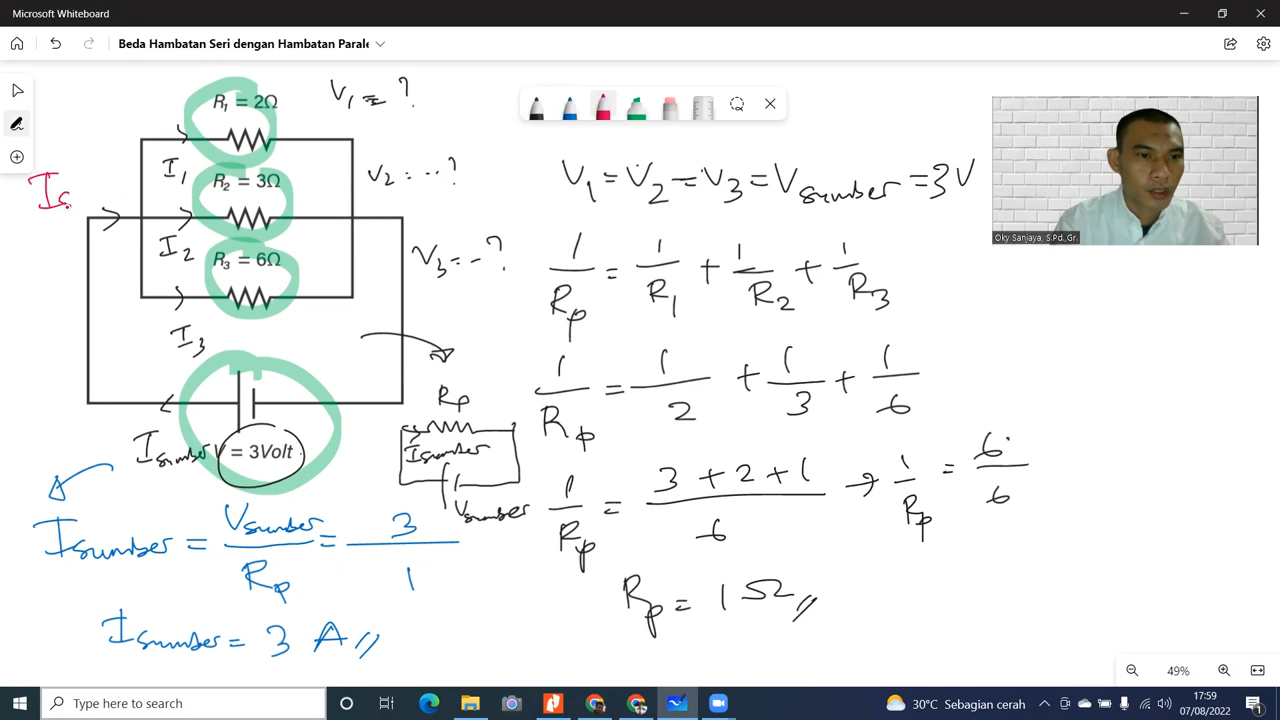 Microsoft Whiteboard
Beda Hambatan Seri dengan Hambatan Parale
R1 = 2Ω
V1 = ?
I1
R2 = 3Ω
V2 = ..?
Is
I2
R3 = 6Ω
V3 = -?
I3
Isumber
V = 3Volt
Rp
Isumber
Vsumber
V1 = V2 = V3 = Vsumber = 3V
1/Rp = 1/R1 + 1/R2 + 1/R3
1/Rp = 1/2 + 1/3 + 1/6
1/Rp = 3 + 2 + 1/6 → 1/Rp = 6/6
Rp = 1 Ω//
Isumber = Vsumber/Rp = 3/1
Isumber = 3 A//
Oky Sanjaya, S.Pd.,Gr.
49%
Type here to search
30°C Sebagian cerah
17:59
07/08/2022